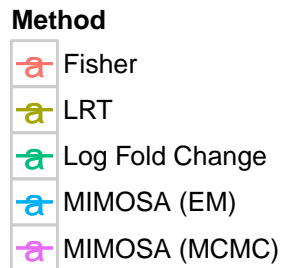 Method
a Fisher
a LRT
a Log Fold Change
a MIMOSA (EM)
a MIMOSA (MCMC)